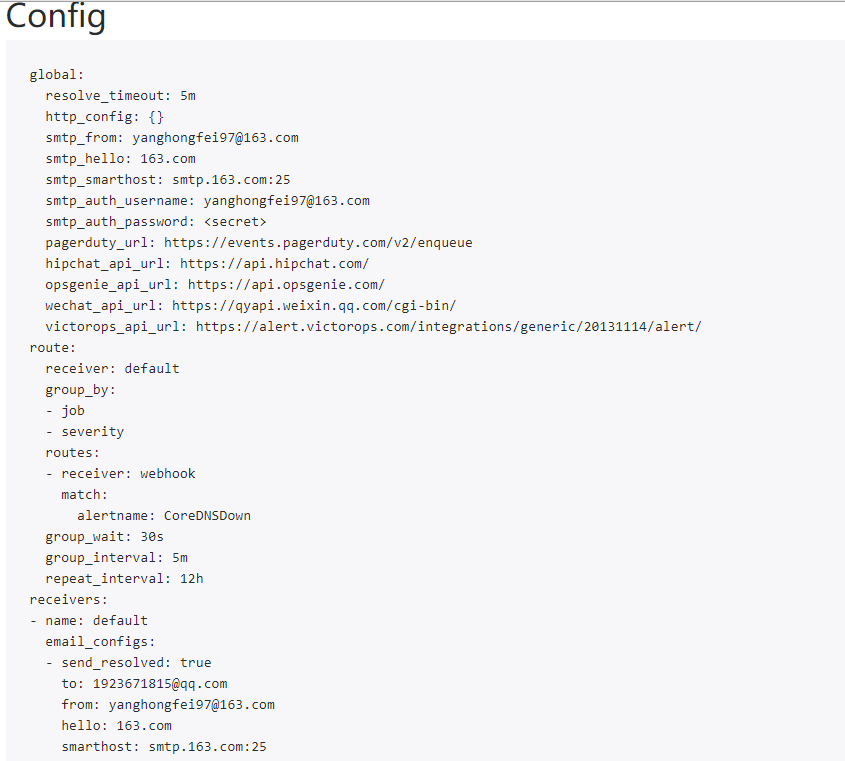 Config
global:
  resolve_timeout: 5m
  http_config: {}
  smtp_from: yanghongfei97@163.com
  smtp_hello: 163.com
  smtp_smarthost: smtp.163.com:25
  smtp_auth_username: yanghongfei97@163.com
  smtp_auth_password: <secret>
  pagerduty_url: https://events.pagerduty.com/v2/enqueue
  hipchat_api_url: https://api.hipchat.com/
  opsgenie_api_url: https://api.opsgenie.com/
  wechat_api_url: https://qyapi.weixin.qq.com/cgi-bin/
  victorops_api_url: https://alert.victorops.com/integrations/generic/20131114/alert/
route:
  receiver: default
  group_by:
  - job
  - severity
  routes:
  - receiver: webhook
    match:
      alertname: CoreDNSDown
  group_wait: 30s
  group_interval: 5m
  repeat_interval: 12h
receivers:
- name: default
  email_configs:
  - send_resolved: true
    to: 1923671815@qq.com
    from: yanghongfei97@163.com
    hello: 163.com
    smarthost: smtp.163.com:25